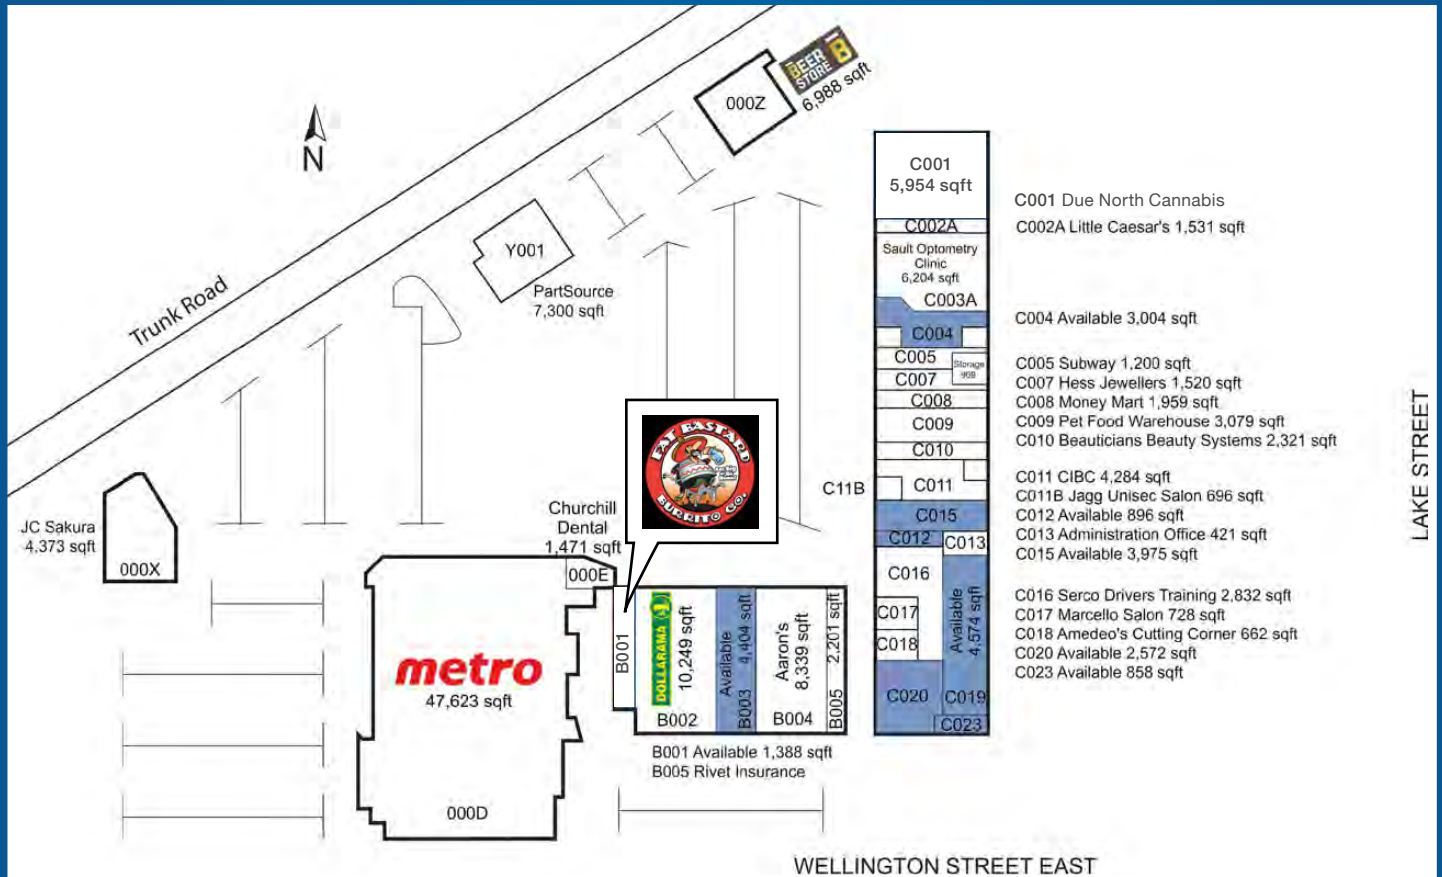 BEER
STORE
B
6,988 sqft
000Z
N
C001
5,954 sqft
C001 Due North Cannabis
C002A
C002A Little Caesar's 1,531 sqft
Sault Optometry
Clinic
6,204 sqft
Y001
C003A
Trunk Road
PartSource
7,300 sqft
C004 Available 3,004 sqft
C004
C005
Storage
969
C005 Subway 1,200 sqft
C007
C007 Hess Jewellers 1,520 sqft
C008
C008 Money Mart 1,959 sqft
C009
C009 Pet Food Warehouse 3,079 sqft
C010
C010 Beauticians Beauty Systems 2,321 sqft
LAKE STREET
FAT BASTARD
BURRITO CO.
C11B
C011
C011 CIBC 4,284 sqft
C011B Jagg Unisec Salon 696 sqft
C015
C012 Available 896 sqft
C012
C013
C013 Administration Office 421 sqft
C015 Available 3,975 sqft
JC Sakura
4.373 sqft
000X
Churchill
Dental
1,471 sqft
000E
C016
C016 Serco Drivers Training 2,832 sqft
C017
C017 Marcello Salon 728 sqft
C018
C018 Amedeo's Cutting Corner 662 sqft
Available
4,574 sqft
C020 Available 2,572 sqft
C023 Available 858 sqft
C020
C019
C023
metro
47,623 sqft
000D
B001
DOLLARAMA
10,249 sqft
B002
Available
4,404 sqft
B003
Aaron's
8,339 sqft
B004
2,201 sqft
B005
B001 Available 1,388 sqft
B005 Rivet Insurance
WELLINGTON STREET EAST